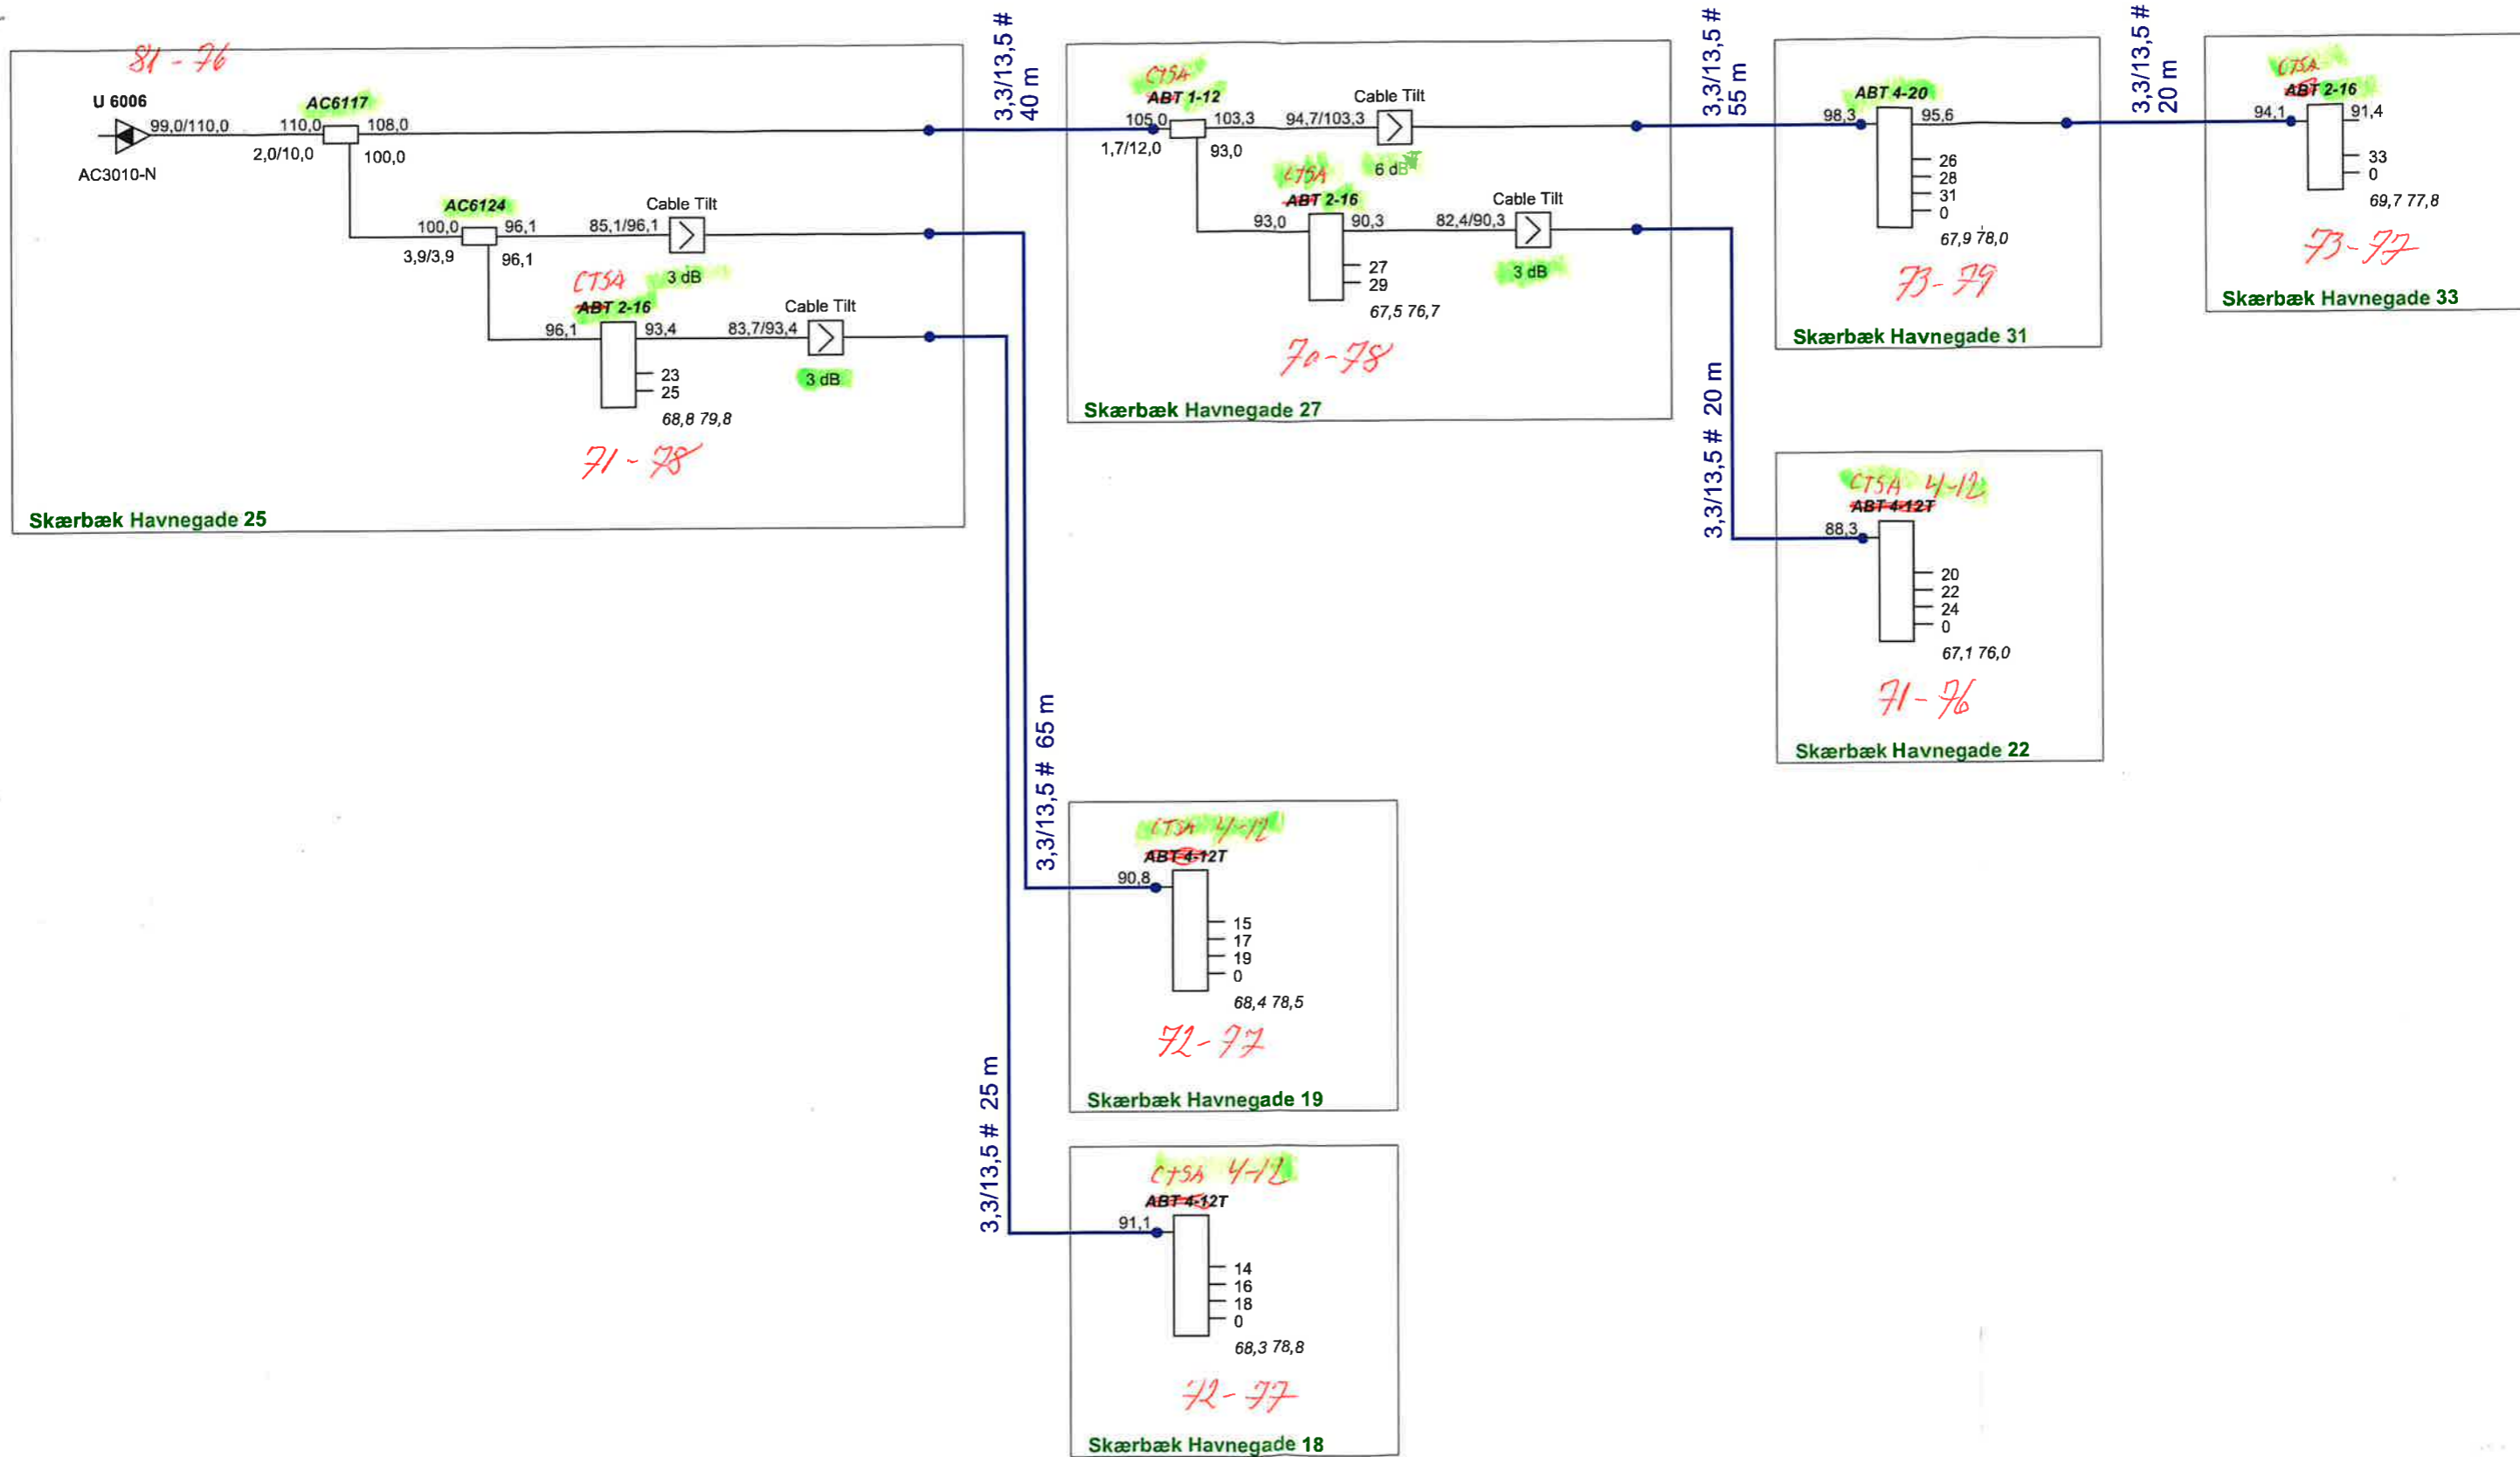 81-76
U 6006
99,0/110,0
AC3010-N
AC6117
110,0
108,0
2,0/10,0
100,0
AC6124
100,0
96,1
3,9/3,9
96,1
85,1/96,1
Cable Tilt
3 dB
CTSA
ABT 2-16
96,1
93,4
83,7/93,4
Cable Tilt
3 dB
23
25
68,8 79,8
71-78
Skærbæk Havnegade 25
3,3/13,5 #
40 m
CTSA
ABT 1-12
105,0
103,3
1,7/12,0
93,0
94,7/103,3
Cable Tilt
6 dB
CTSA
ABT 2-16
93,0
90,3
82,4/90,3
Cable Tilt
3 dB
27
29
67,5 76,7
70-78
Skærbæk Havnegade 27
3,3/13,5 #
55 m
ABT 4-20
98,3
95,6
26
28
31
0
67,9 78,0
73-79
Skærbæk Havnegade 31
3,3/13,5 #
20 m
CTSA
ABT 2-16
94,1
91,4
33
0
69,7 77,8
73-77
Skærbæk Havnegade 33
3,3/13,5 # 20 m
CTSA 4-12
ABT 4-12T
88,3
20
22
24
0
67,1 76,0
71-76
Skærbæk Havnegade 22
3,3/13,5 # 65 m
CTSA 4-12
ABT 4-12T
90,8
15
17
19
0
68,4 78,5
72-77
Skærbæk Havnegade 19
3,3/13,5 # 25 m
CTSA 4-12
ABT 4-12T
91,1
14
16
18
0
68,3 78,8
72-77
Skærbæk Havnegade 18